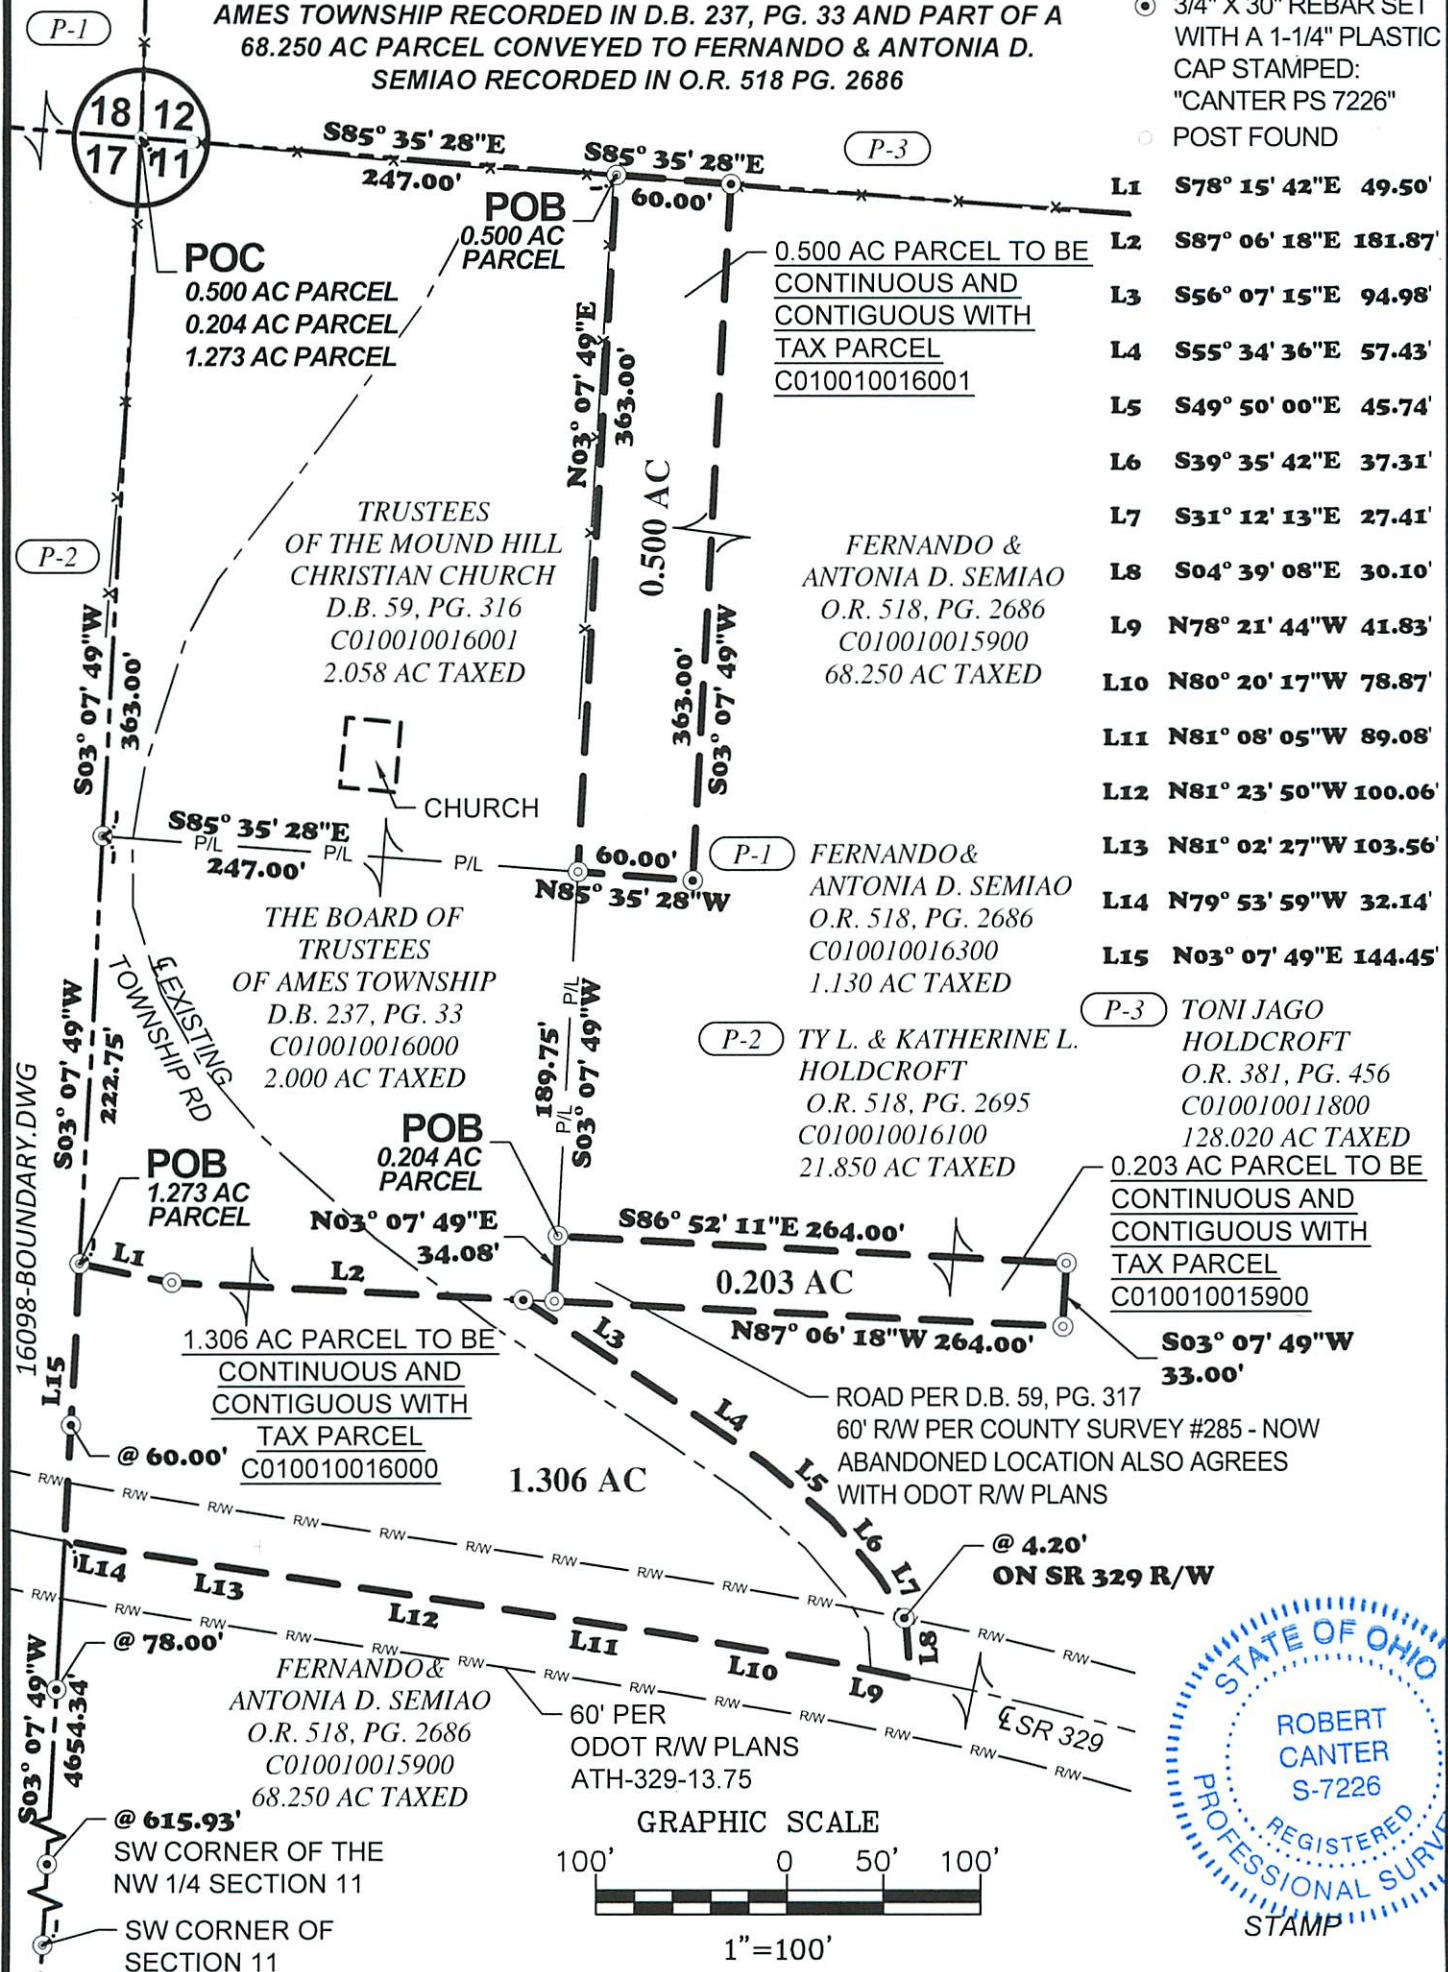 P-1
AMES TOWNSHIP RECORDED IN D.B. 237, PG. 33 AND PART OF A
68.250 AC PARCEL CONVEYED TO FERNANDO & ANTONIA D.
SEMIAO RECORDED IN O.R. 518 PG. 2686
3/4" X 30" REBAR SET
WITH A 1-1/4" PLASTIC
CAP STAMPED:
"CANTER PS 7226"
POST FOUND
18 12
17 11
S85° 35' 28"E
247.00'
S85° 35' 28"E
60.00'
P-3
POB
0.500 AC
PARCEL
POC
0.500 AC PARCEL
0.204 AC PARCEL
1.273 AC PARCEL
0.500 AC PARCEL TO BE
CONTINUOUS AND
CONTIGUOUS WITH
TAX PARCEL
C010010016001
L1 S78° 15' 42"E 49.50'
L2 S87° 06' 18"E 181.87'
L3 S56° 07' 15"E 94.98'
L4 S55° 34' 36"E 57.43'
L5 S49° 50' 00"E 45.74'
L6 S39° 35' 42"E 37.31'
L7 S31° 12' 13"E 27.41'
L8 S04° 39' 08"E 30.10'
L9 N78° 21' 44"W 41.83'
L10 N80° 20' 17"W 78.87'
L11 N81° 08' 05"W 89.08'
L12 N81° 23' 50"W 100.06'
L13 N81° 02' 27"W 103.56'
L14 N79° 53' 59"W 32.14'
L15 N03° 07' 49"E 144.45'
N03° 07' 49"E
363.00'
0.500 AC
P-2
TRUSTEES
OF THE MOUND HILL
CHRISTIAN CHURCH
D.B. 59, PG. 316
C010010016001
2.058 AC TAXED
FERNANDO &
ANTONIA D. SEMIAO
O.R. 518, PG. 2686
C010010015900
68.250 AC TAXED
S03° 07' 49"W
363.00'
363.00'
S03° 07' 49"W
CHURCH
S85° 35' 28"E
P/L P/L P/L
247.00'
60.00'
N85° 35' 28"W
P-1 FERNANDO&
ANTONIA D. SEMIAO
O.R. 518, PG. 2686
C010010016300
1.130 AC TAXED
THE BOARD OF
TRUSTEES
OF AMES TOWNSHIP
D.B. 237, PG. 33
C010010016000
2.000 AC TAXED
℄ EXISTING
TOWNSHIP RD
S03° 07' 49"W
222.75'
189.75'
P/L P/L
S03° 07' 49"W
P-2 TY L. & KATHERINE L.
HOLDCROFT
O.R. 518, PG. 2695
C010010016100
21.850 AC TAXED
P-3 TONI JAGO
HOLDCROFT
O.R. 381, PG. 456
C010010011800
128.020 AC TAXED
16098-BOUNDARY.DWG
POB
1.273 AC
PARCEL
POB
0.204 AC
PARCEL
N03° 07' 49"E
34.08'
S86° 52' 11"E 264.00'
0.203 AC
N87° 06' 18"W 264.00'
0.203 AC PARCEL TO BE
CONTINUOUS AND
CONTIGUOUS WITH
TAX PARCEL
C010010015900
S03° 07' 49"W
33.00'
L1
L2
L3
L4
L5
L6
L7
L8
1.306 AC PARCEL TO BE
CONTINUOUS AND
CONTIGUOUS WITH
TAX PARCEL
C010010016000
L15
@ 60.00'
1.306 AC
ROAD PER D.B. 59, PG. 317
60' R/W PER COUNTY SURVEY #285 - NOW
ABANDONED LOCATION ALSO AGREES
WITH ODOT R/W PLANS
@ 4.20'
ON SR 329 R/W
R/W R/W R/W R/W R/W R/W R/W R/W R/W R/W R/W R/W
L14 L13 L12 L11 L10 L9
R/W R/W R/W R/W R/W R/W R/W R/W R/W R/W R/W R/W R/W
℄ SR 329
@ 78.00'
S03° 07' 49"W
4654.34'
FERNANDO&
ANTONIA D. SEMIAO
O.R. 518, PG. 2686
C010010015900
68.250 AC TAXED
60' PER
ODOT R/W PLANS
ATH-329-13.75
@ 615.93'
SW CORNER OF THE
NW 1/4 SECTION 11
SW CORNER OF
SECTION 11
GRAPHIC SCALE
100' 0 50' 100'
1"=100'
STATE OF OHIO
ROBERT
CANTER
S-7226
REGISTERED
PROFESSIONAL
STAMP